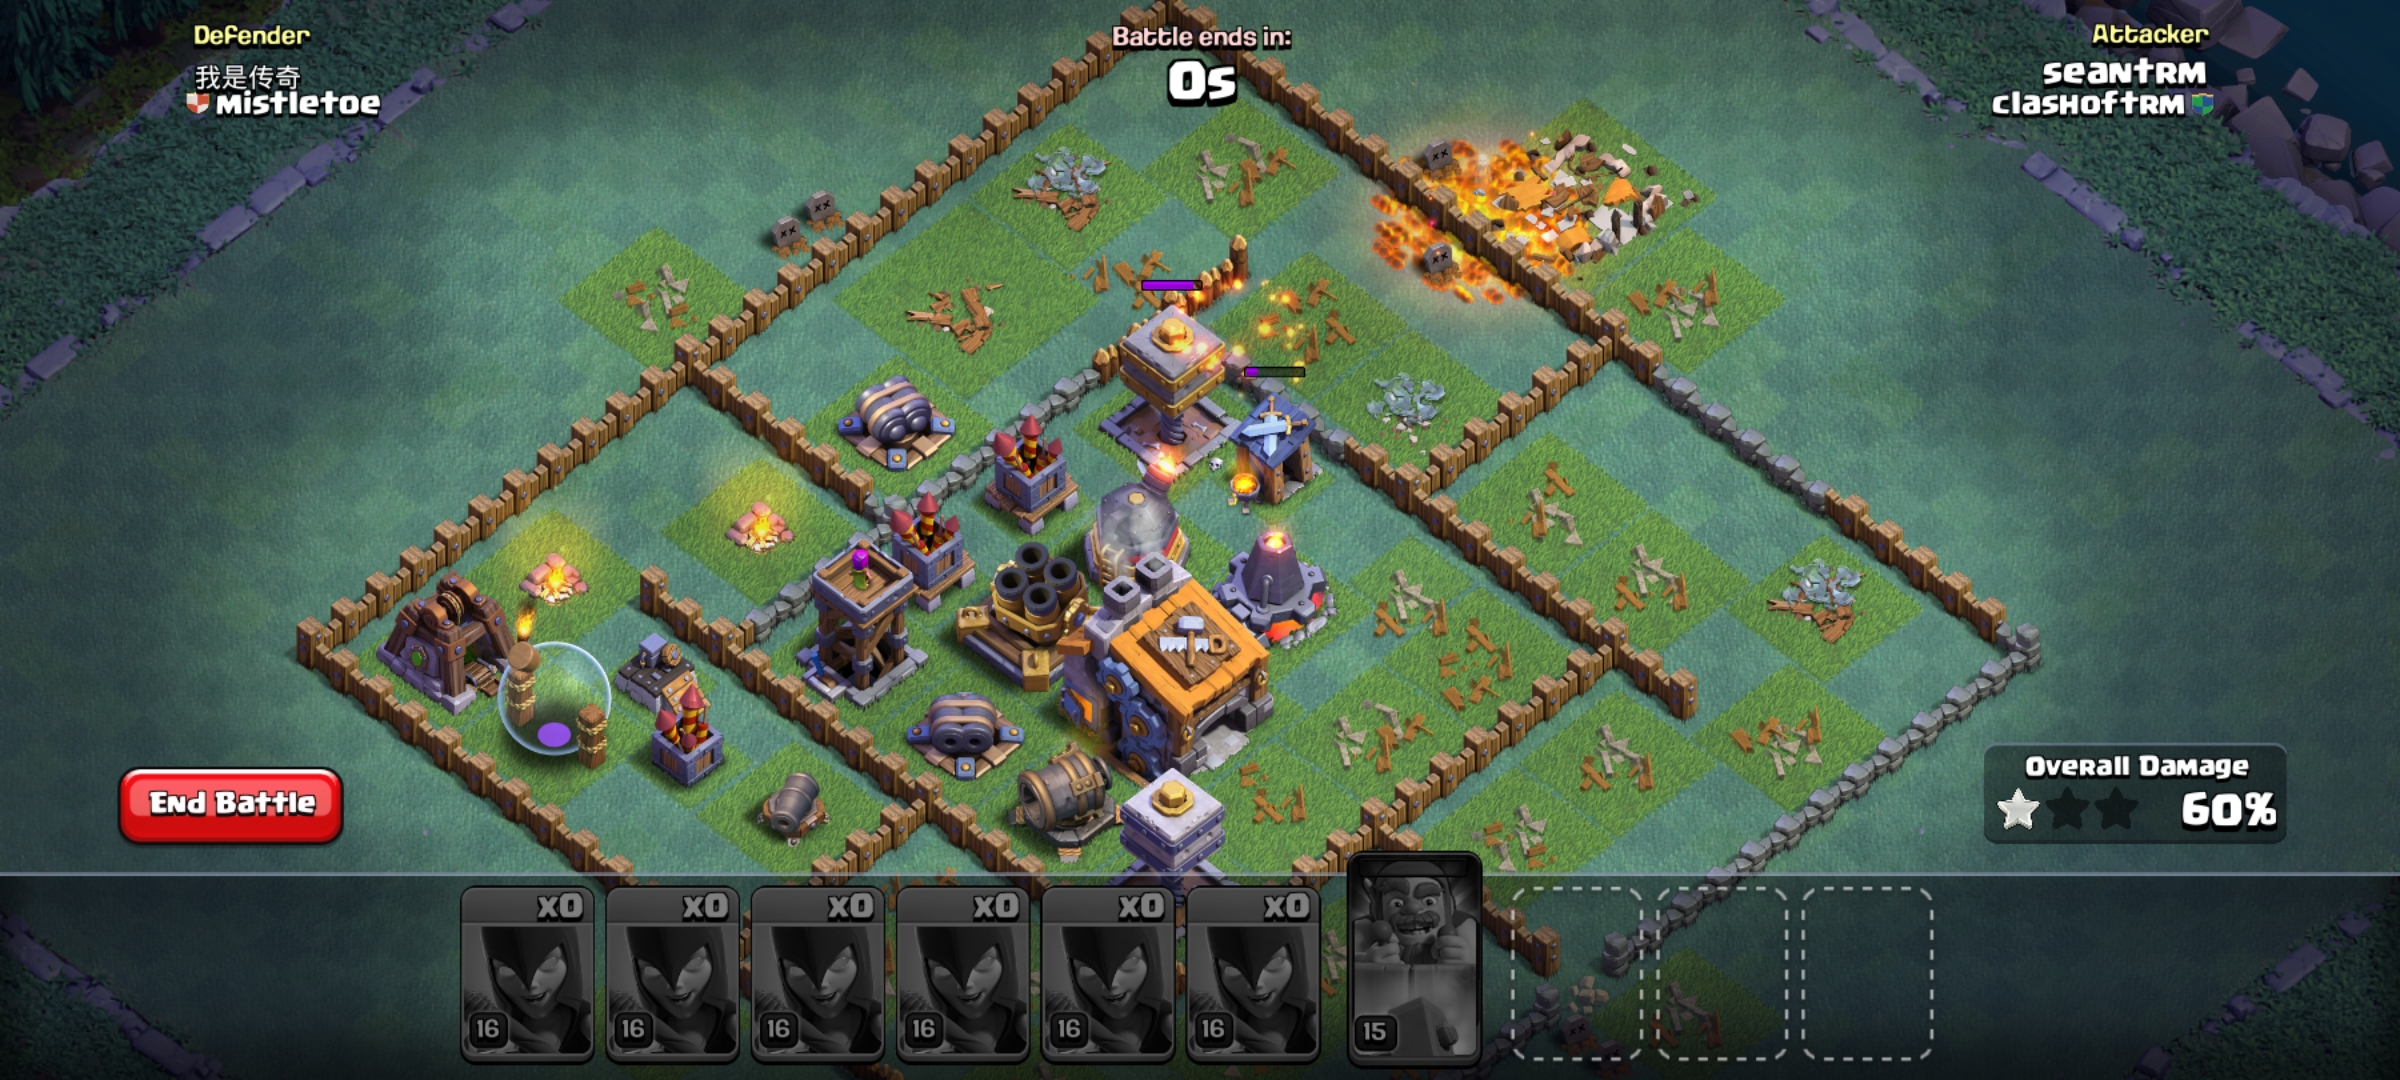 Defender
我是传奇
Mistletoe
Battle ends in:
0s
Attacker
seantRM
clashoftRM
End Battle
Overall Damage
60%
x0
x0
x0
x0
x0
x0
16
16
16
16
16
16
15